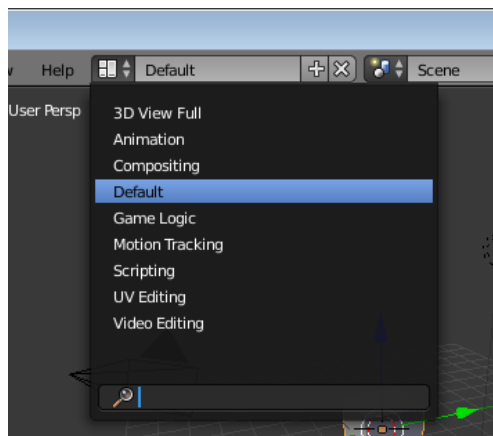 Help
Default
Scene
User Persp
3D View Full
Animation
Compositing
Default
Game Logic
Motion Tracking
Scripting
UV Editing
Video Editing